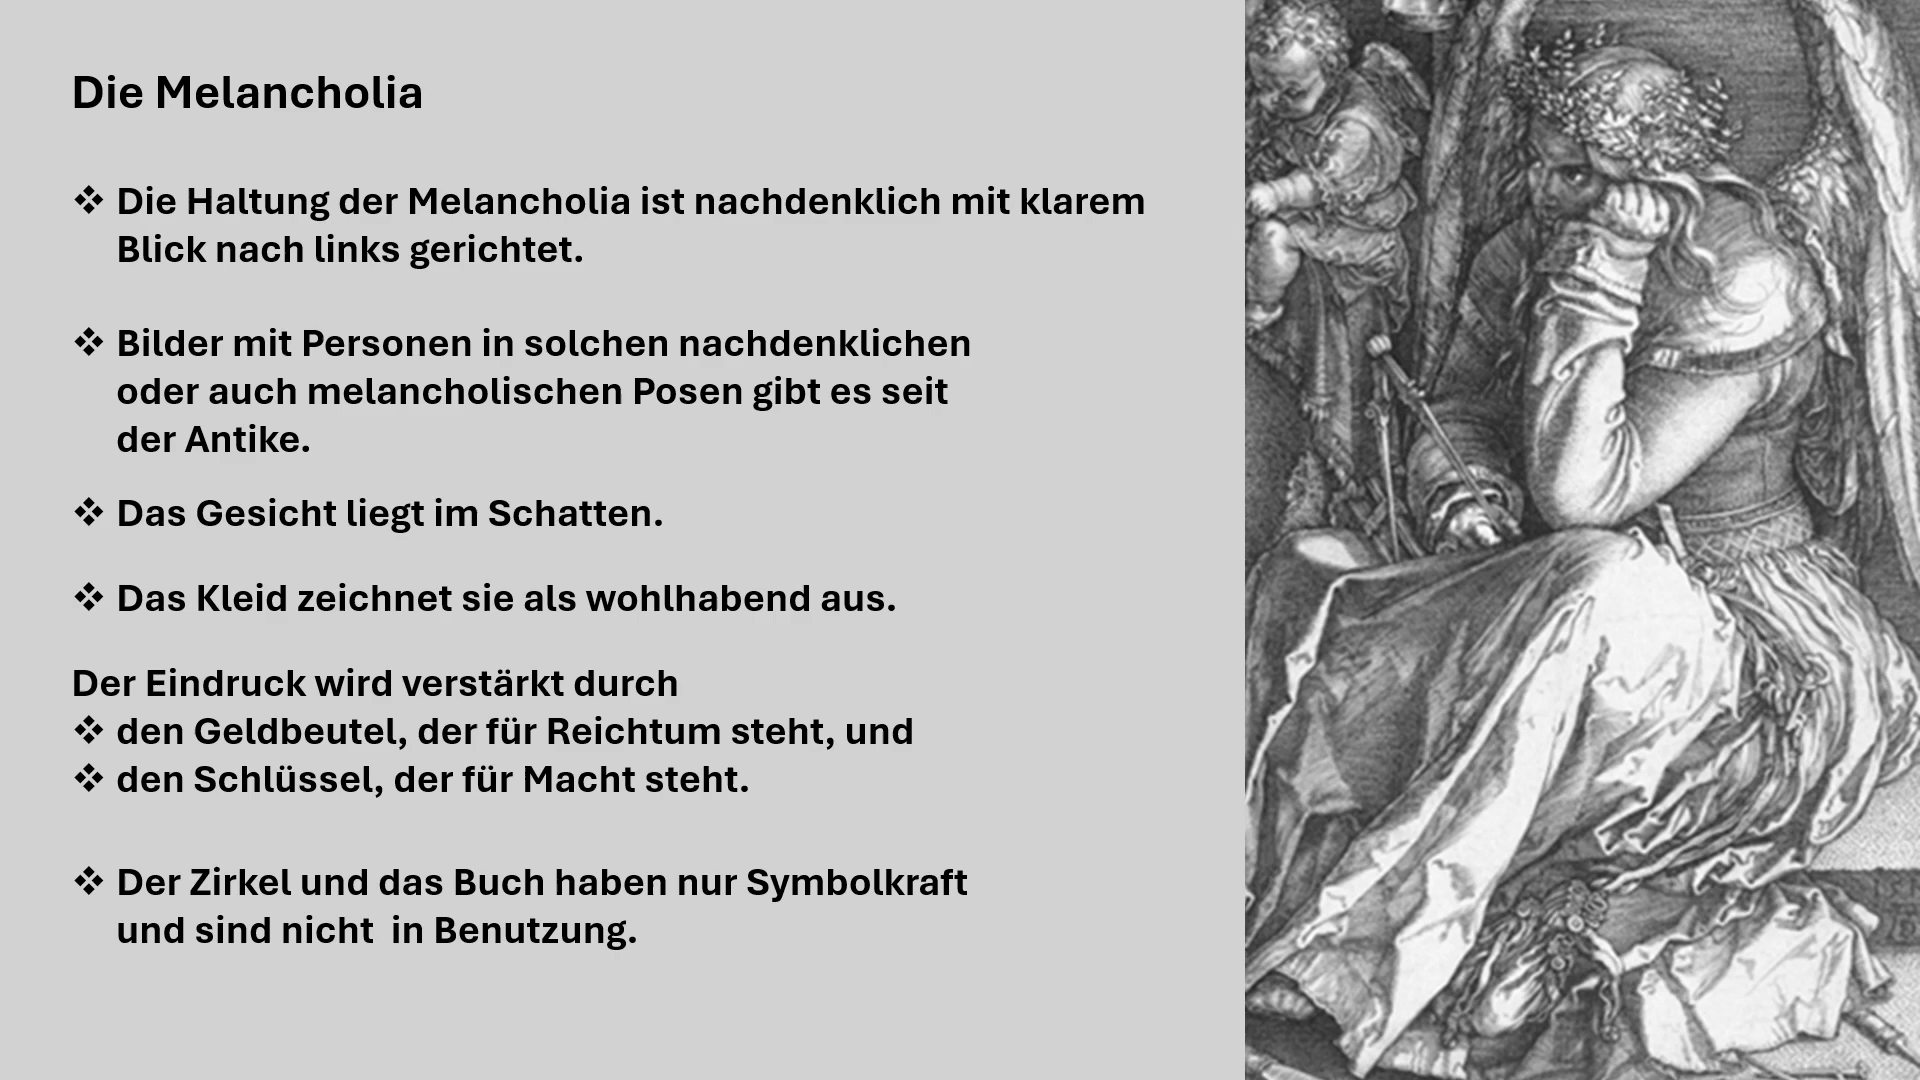 Die Melancholia
❖ Die Haltung der Melancholia ist nachdenklich mit klarem
Blick nach links gerichtet.
❖ Bilder mit Personen in solchen nachdenklichen
oder auch melancholischen Posen gibt es seit
der Antike.
❖ Das Gesicht liegt im Schatten.
❖ Das Kleid zeichnet sie als wohlhabend aus.
Der Eindruck wird verstärkt durch
❖ den Geldbeutel, der für Reichtum steht, und
❖ den Schlüssel, der für Macht steht.
❖ Der Zirkel und das Buch haben nur Symbolkraft
und sind nicht  in Benutzung.